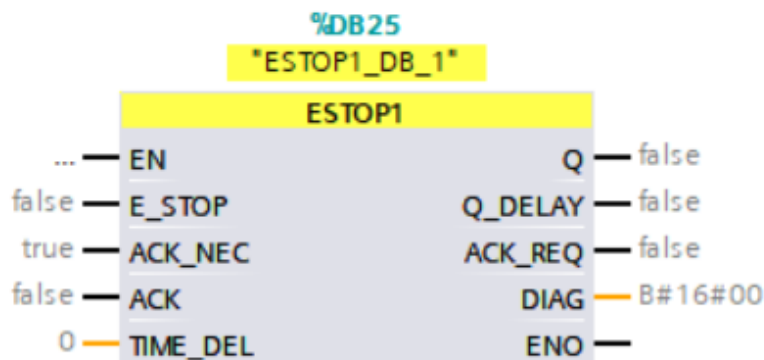 %DB25
"ESTOP1_DB_1"
ESTOP1
... EN Q false
false E_STOP Q_DELAY false
true ACK_NEC ACK_REQ false
false ACK DIAG B#16#00
0 TIME_DEL ENO